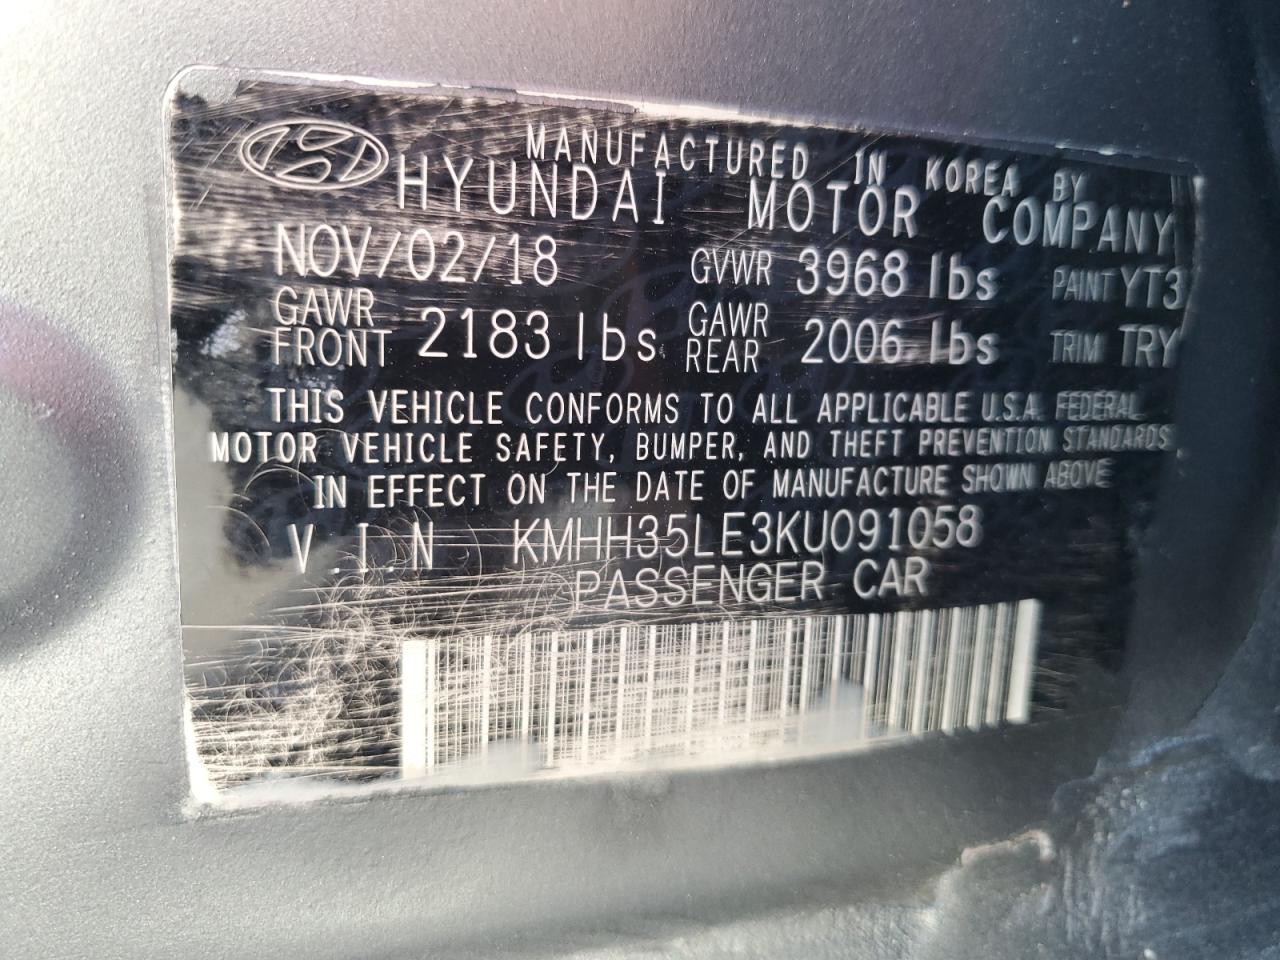 MANUFACTURED IN KOREA BY
HYUNDAI MOTOR COMPANY
NOV/02/18 GVWR 3968 lbs PAINT YT3
GAWR FRONT 2183 lbs GAWR REAR 2006 lbs TRIM TRY
THIS VEHICLE CONFORMS TO ALL APPLICABLE U.S.A. FEDERAL
MOTOR VEHICLE SAFETY, BUMPER, AND THEFT PREVENTION STANDARDS
IN EFFECT ON THE DATE OF MANUFACTURE SHOWN ABOVE
V.I.N KMHH35LE3KU091058
PASSENGER CAR